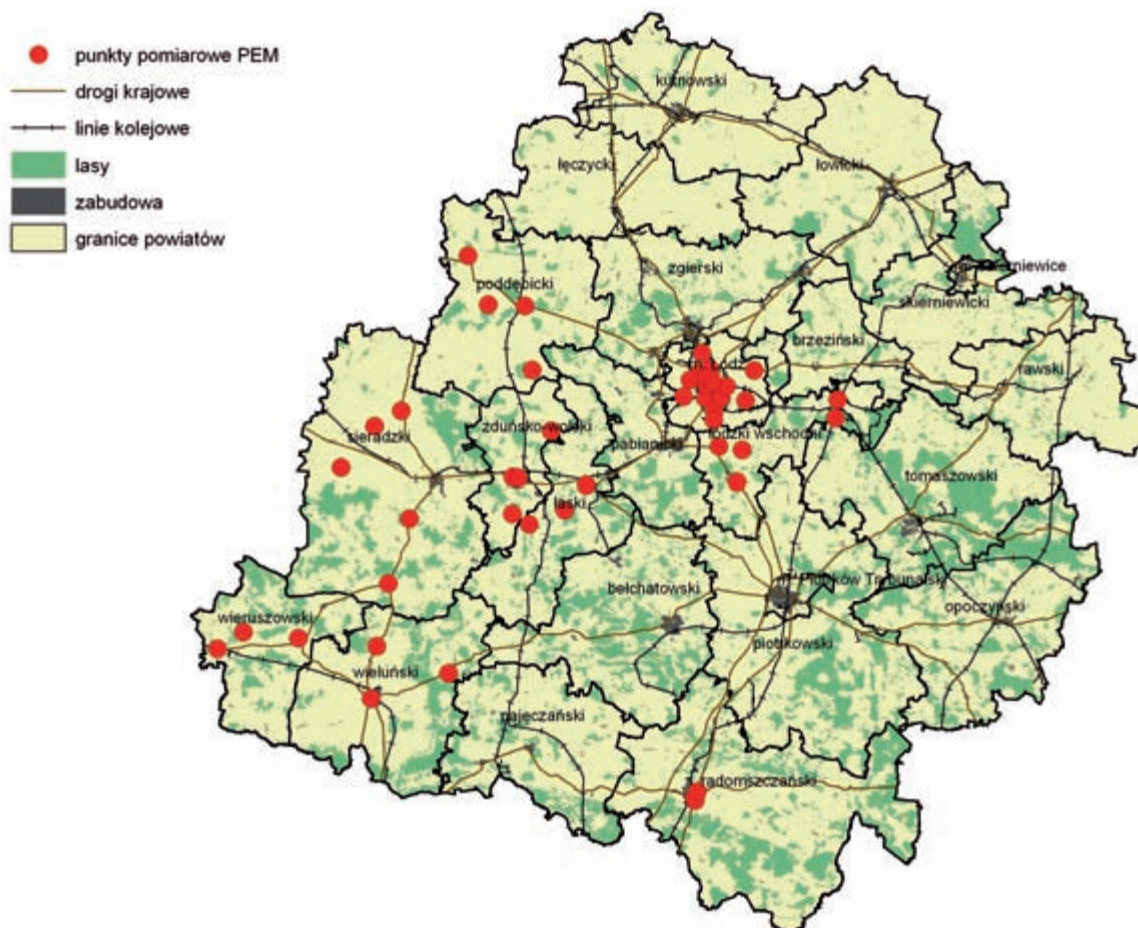 punkty pomiarowe PEM
drogi krajowe
linie kolejowe
lasy
zabudowa
granice powiatów
kutnowski
łęczycki
łowicki
zgierski
poddębicki
skierniewicki
brzeziński
rawski
m. Łódź
sieradzki
zduńsko-wolski
pabianicki
łódzki wschodni
łaski
tomaszowski
bełchatowski
m. Piotrków Trybunalski
opoczyński
wieruszowski
piotrkowski
wieluński
pajęczański
radomszczański